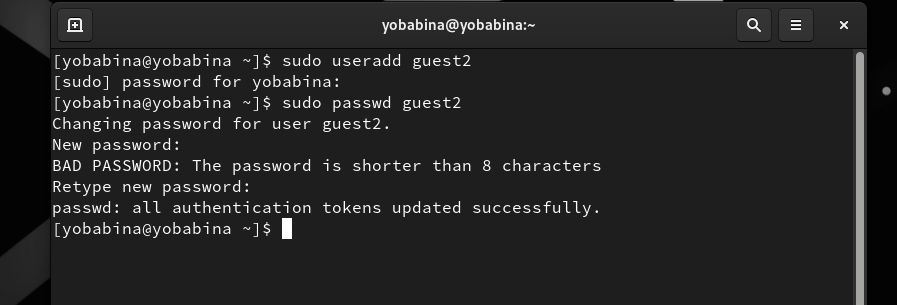 yobabina@yobabina:~
[yobabina@yobabina ~]$ sudo useradd guest2
[sudo] password for yobabina:
[yobabina@yobabina ~]$ sudo passwd guest2
Changing password for user guest2.
New password:
BAD PASSWORD: The password is shorter than 8 characters
Retype new password:
passwd: all authentication tokens updated successfully.
[yobabina@yobabina ~]$